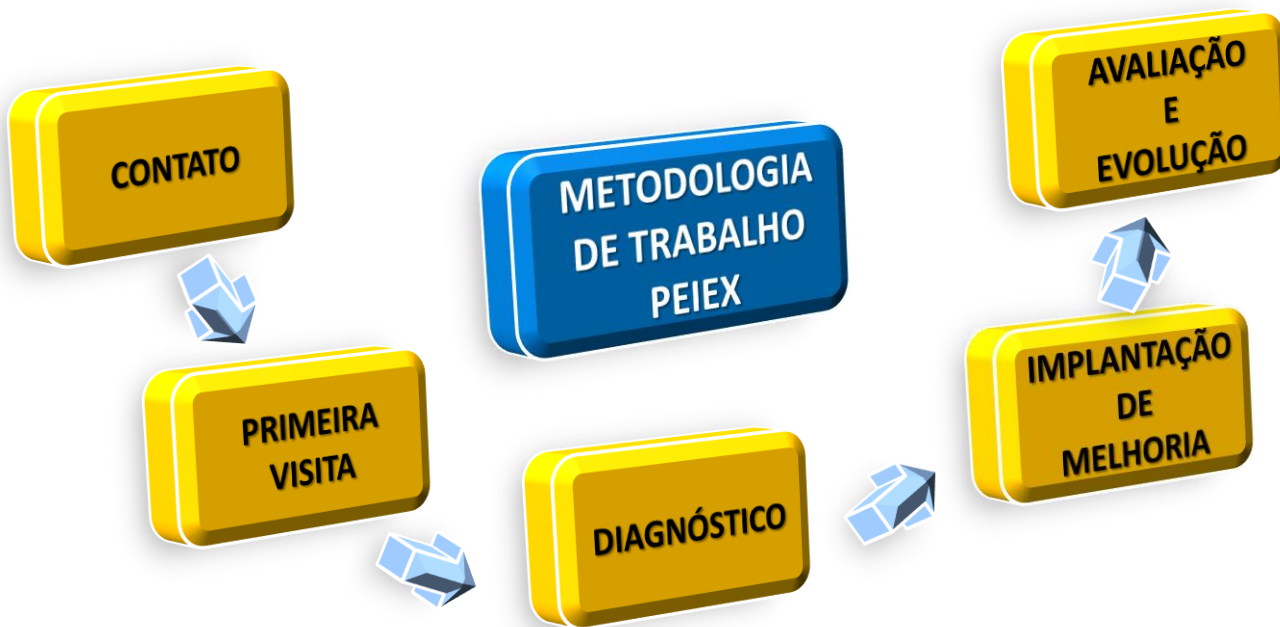 CONTATO
METODOLOGIA
DE TRABALHO
PEIEX
AVALIAÇÃO
E
EVOLUÇÃO
PRIMEIRA
VISITA
DIAGNÓSTICO
IMPLANTAÇÃO
DE
MELHORIA